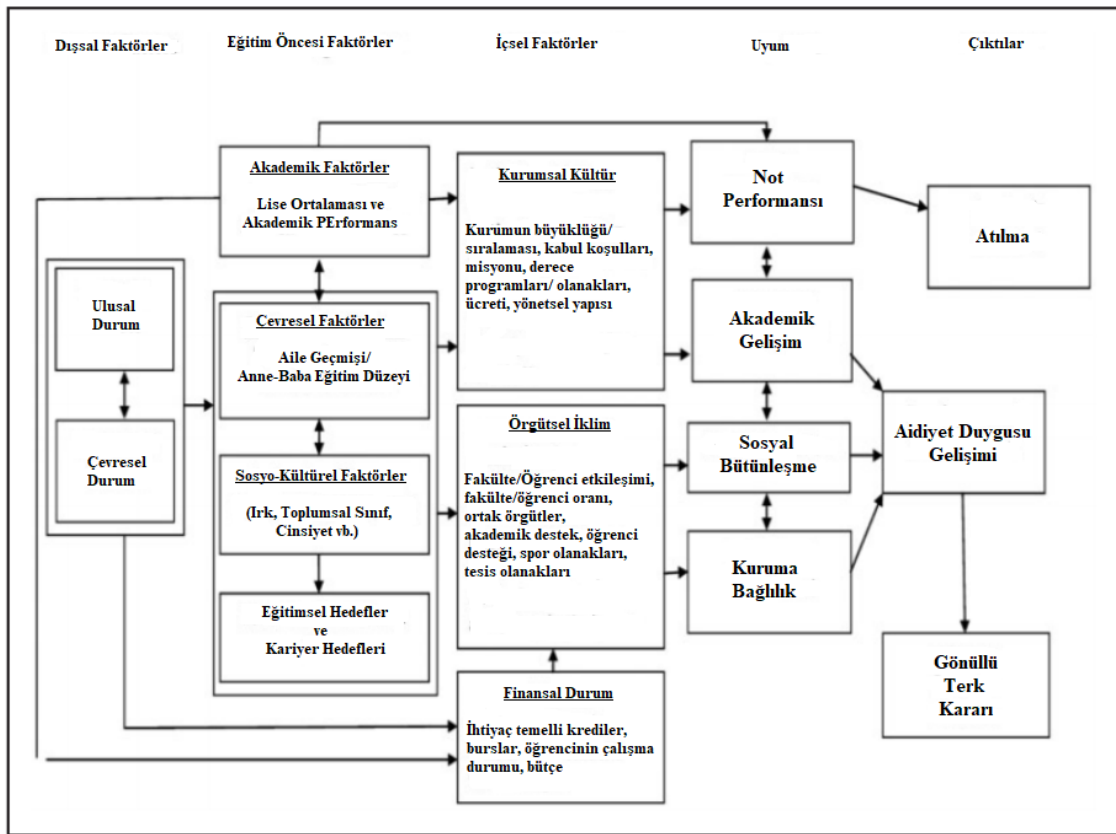 Dışsal Faktörler
Eğitim Öncesi Faktörler
İçsel Faktörler
Uyum
Çıktılar
Ulusal
Durum
Çevresel
Durum
Akademik Faktörler
Lise Ortalaması ve
Akademik PErformans
Çevresel Faktörler
Aile Geçmişi/
Anne-Baba Eğitim Düzeyi
Sosyo-Kültürel Faktörler
(Irk, Toplumsal Sınıf,
Cinsiyet vb.)
Eğitimsel Hedefler
ve
Kariyer Hedefleri
Kurumsal Kültür
Kurumun büyüklüğü/
sıralaması, kabul koşulları,
misyonu, derece
programları/ olanakları,
ücreti, yönetsel yapısı
Örgütsel İklim
Fakülte/Öğrenci etkileşimi,
fakülte/öğrenci oranı,
ortak örgütler,
akademik destek, öğrenci
desteği, spor olanakları,
tesis olanakları
Finansal Durum
İhtiyaç temelli krediler,
burslar, öğrencinin çalışma
durumu, bütçe
Not
Performansı
Akademik
Gelişim
Sosyal
Bütünleşme
Kuruma
Bağlılık
Atılma
Aidiyet Duygusu
Gelişimi
Gönüllü
Terk
Kararı